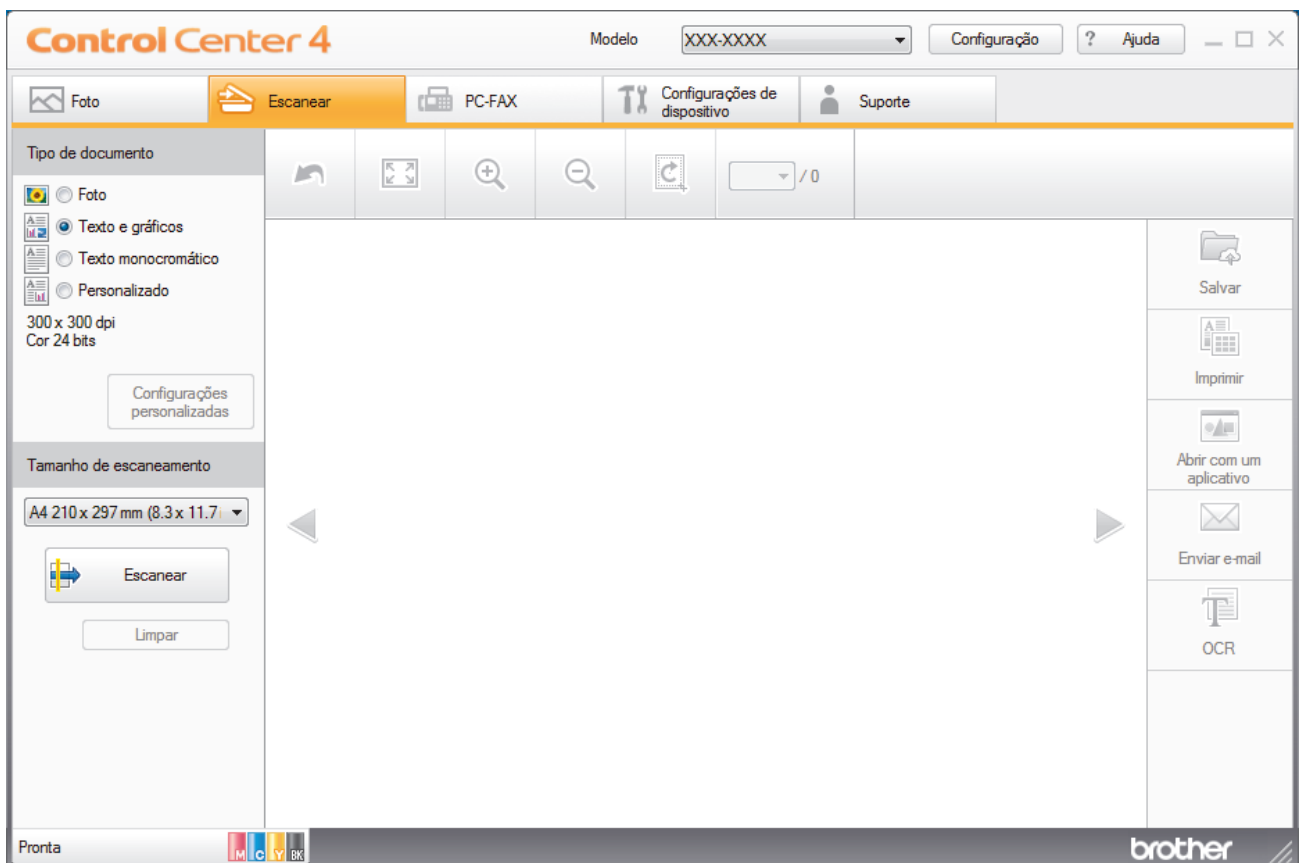 Control Center 4
Modelo
XXX-XXXX
Configuração
? Ajuda
Foto
Escanear
PC-FAX
Configurações de
dispositivo
Suporte
Tipo de documento
Foto
Texto e gráficos
Texto monocromático
Personalizado
300 x 300 dpi
Cor 24 bits
Configurações
personalizadas
Tamanho de escaneamento
A4 210 x 297 mm (8.3 x 11.7
Escanear
Limpar
/ 0
Salvar
Imprimir
Abrir com um
aplicativo
Enviar e-mail
OCR
Pronta
M C Y BK
brother